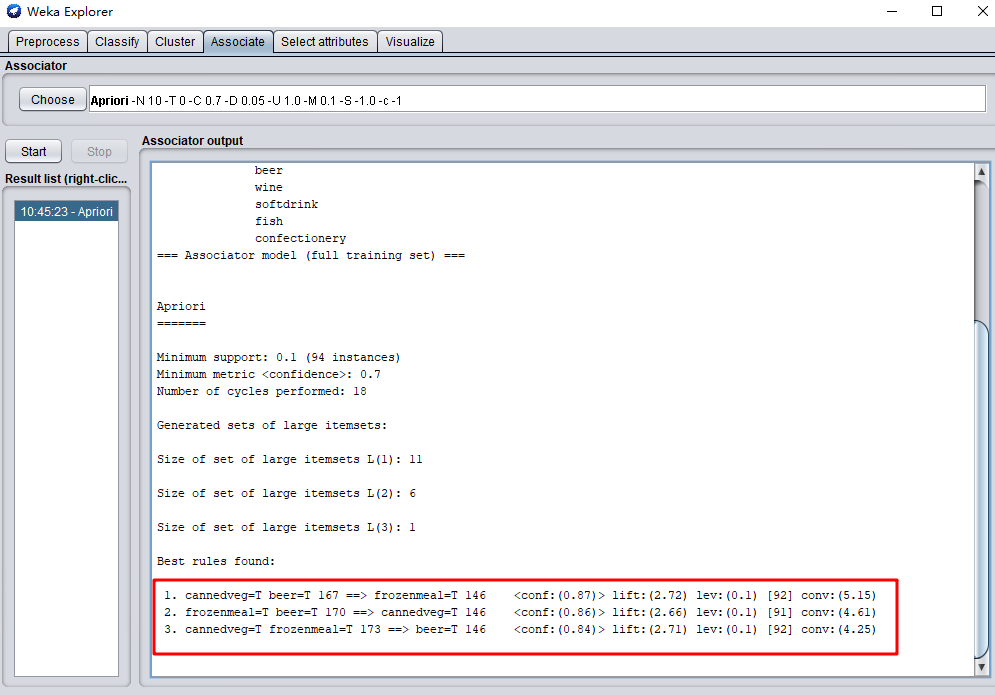 Weka Explorer
Preprocess Classify Cluster Associate Select attributes Visualize
Associator
Choose Apriori -N 10 -T 0 -C 0.7 -D 0.05 -U 1.0 -M 0.1 -S -1.0 -c -1
Start Stop
Result list (right-clic...
10:45:23 - Apriori
Associator output
beer
wine
softdrink
fish
confectionery
=== Associator model (full training set) ===
Apriori
=======
Minimum support: 0.1 (94 instances)
Minimum metric <confidence>: 0.7
Number of cycles performed: 18
Generated sets of large itemsets:
Size of set of large itemsets L(1): 11
Size of set of large itemsets L(2): 6
Size of set of large itemsets L(3): 1
Best rules found:
1. cannedveg=T beer=T 167 ==> frozenmeal=T 146    <conf:(0.87)> lift:(2.72) lev:(0.1) [92] conv:(5.15)
2. frozenmeal=T beer=T 170 ==> cannedveg=T 146    <conf:(0.86)> lift:(2.66) lev:(0.1) [91] conv:(4.61)
3. cannedveg=T frozenmeal=T 173 ==> beer=T 146    <conf:(0.84)> lift:(2.71) lev:(0.1) [92] conv:(4.25)